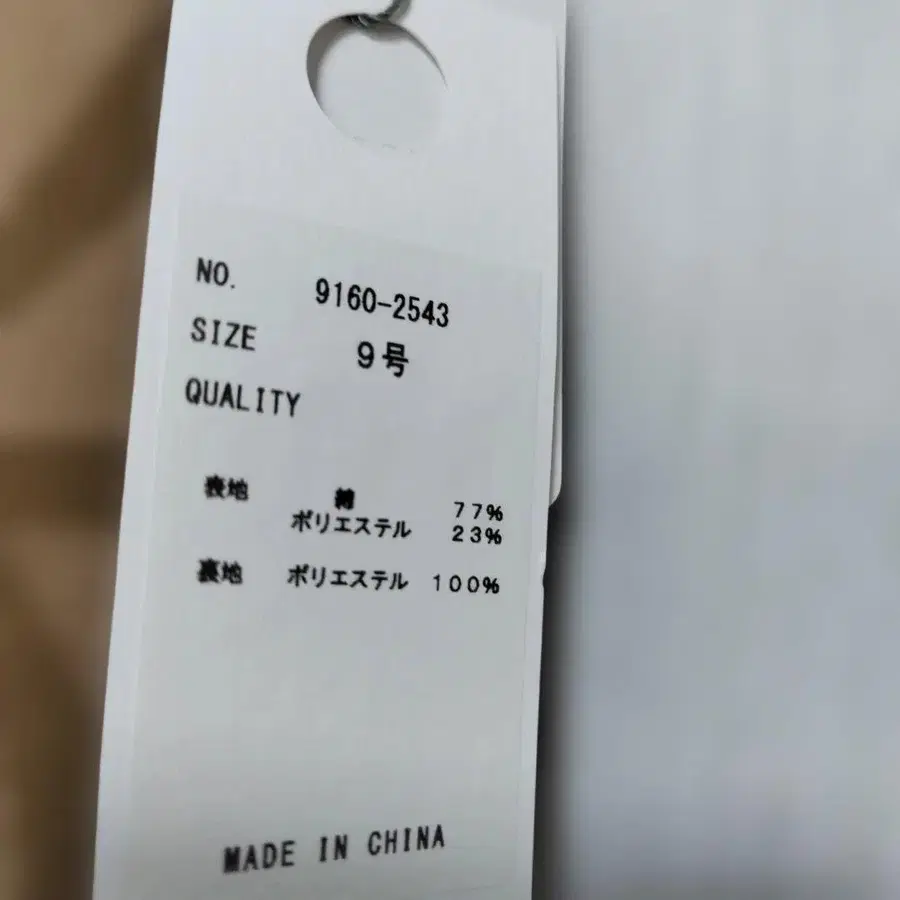 NO. 9160-2543
SIZE 9号
QUALITY
表地 綿 77%
ポリエステル 23%
裏地 ポリエステル 100%
MADE IN CHINA